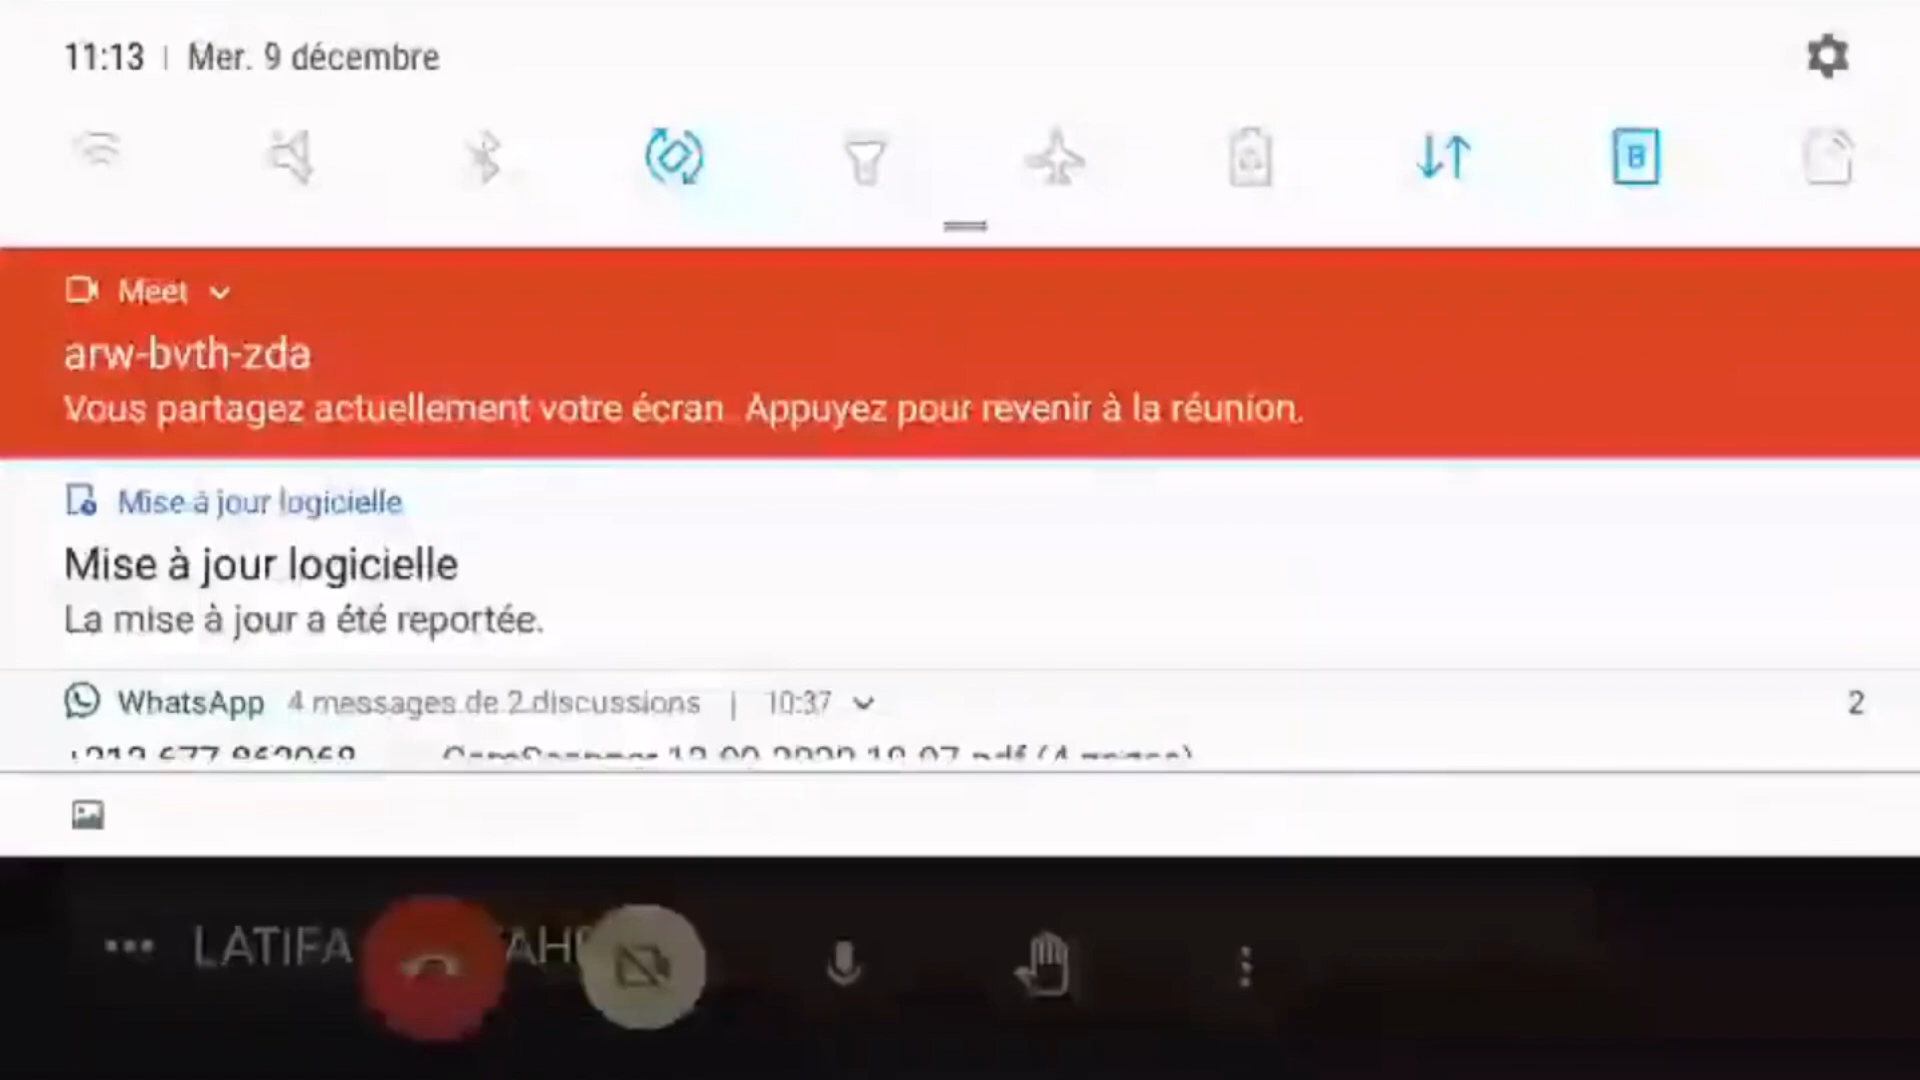 11:13 | Mer. 9 décembre
Meet
arw-bvth-zda
Vous partagez actuellement votre écran. Appuyez pour revenir à la réunion.
Mise à jour logicielle
Mise à jour logicielle
La mise à jour a été reportée.
WhatsApp 4 messages de 2 discussions | 10:37 2
LATIFA